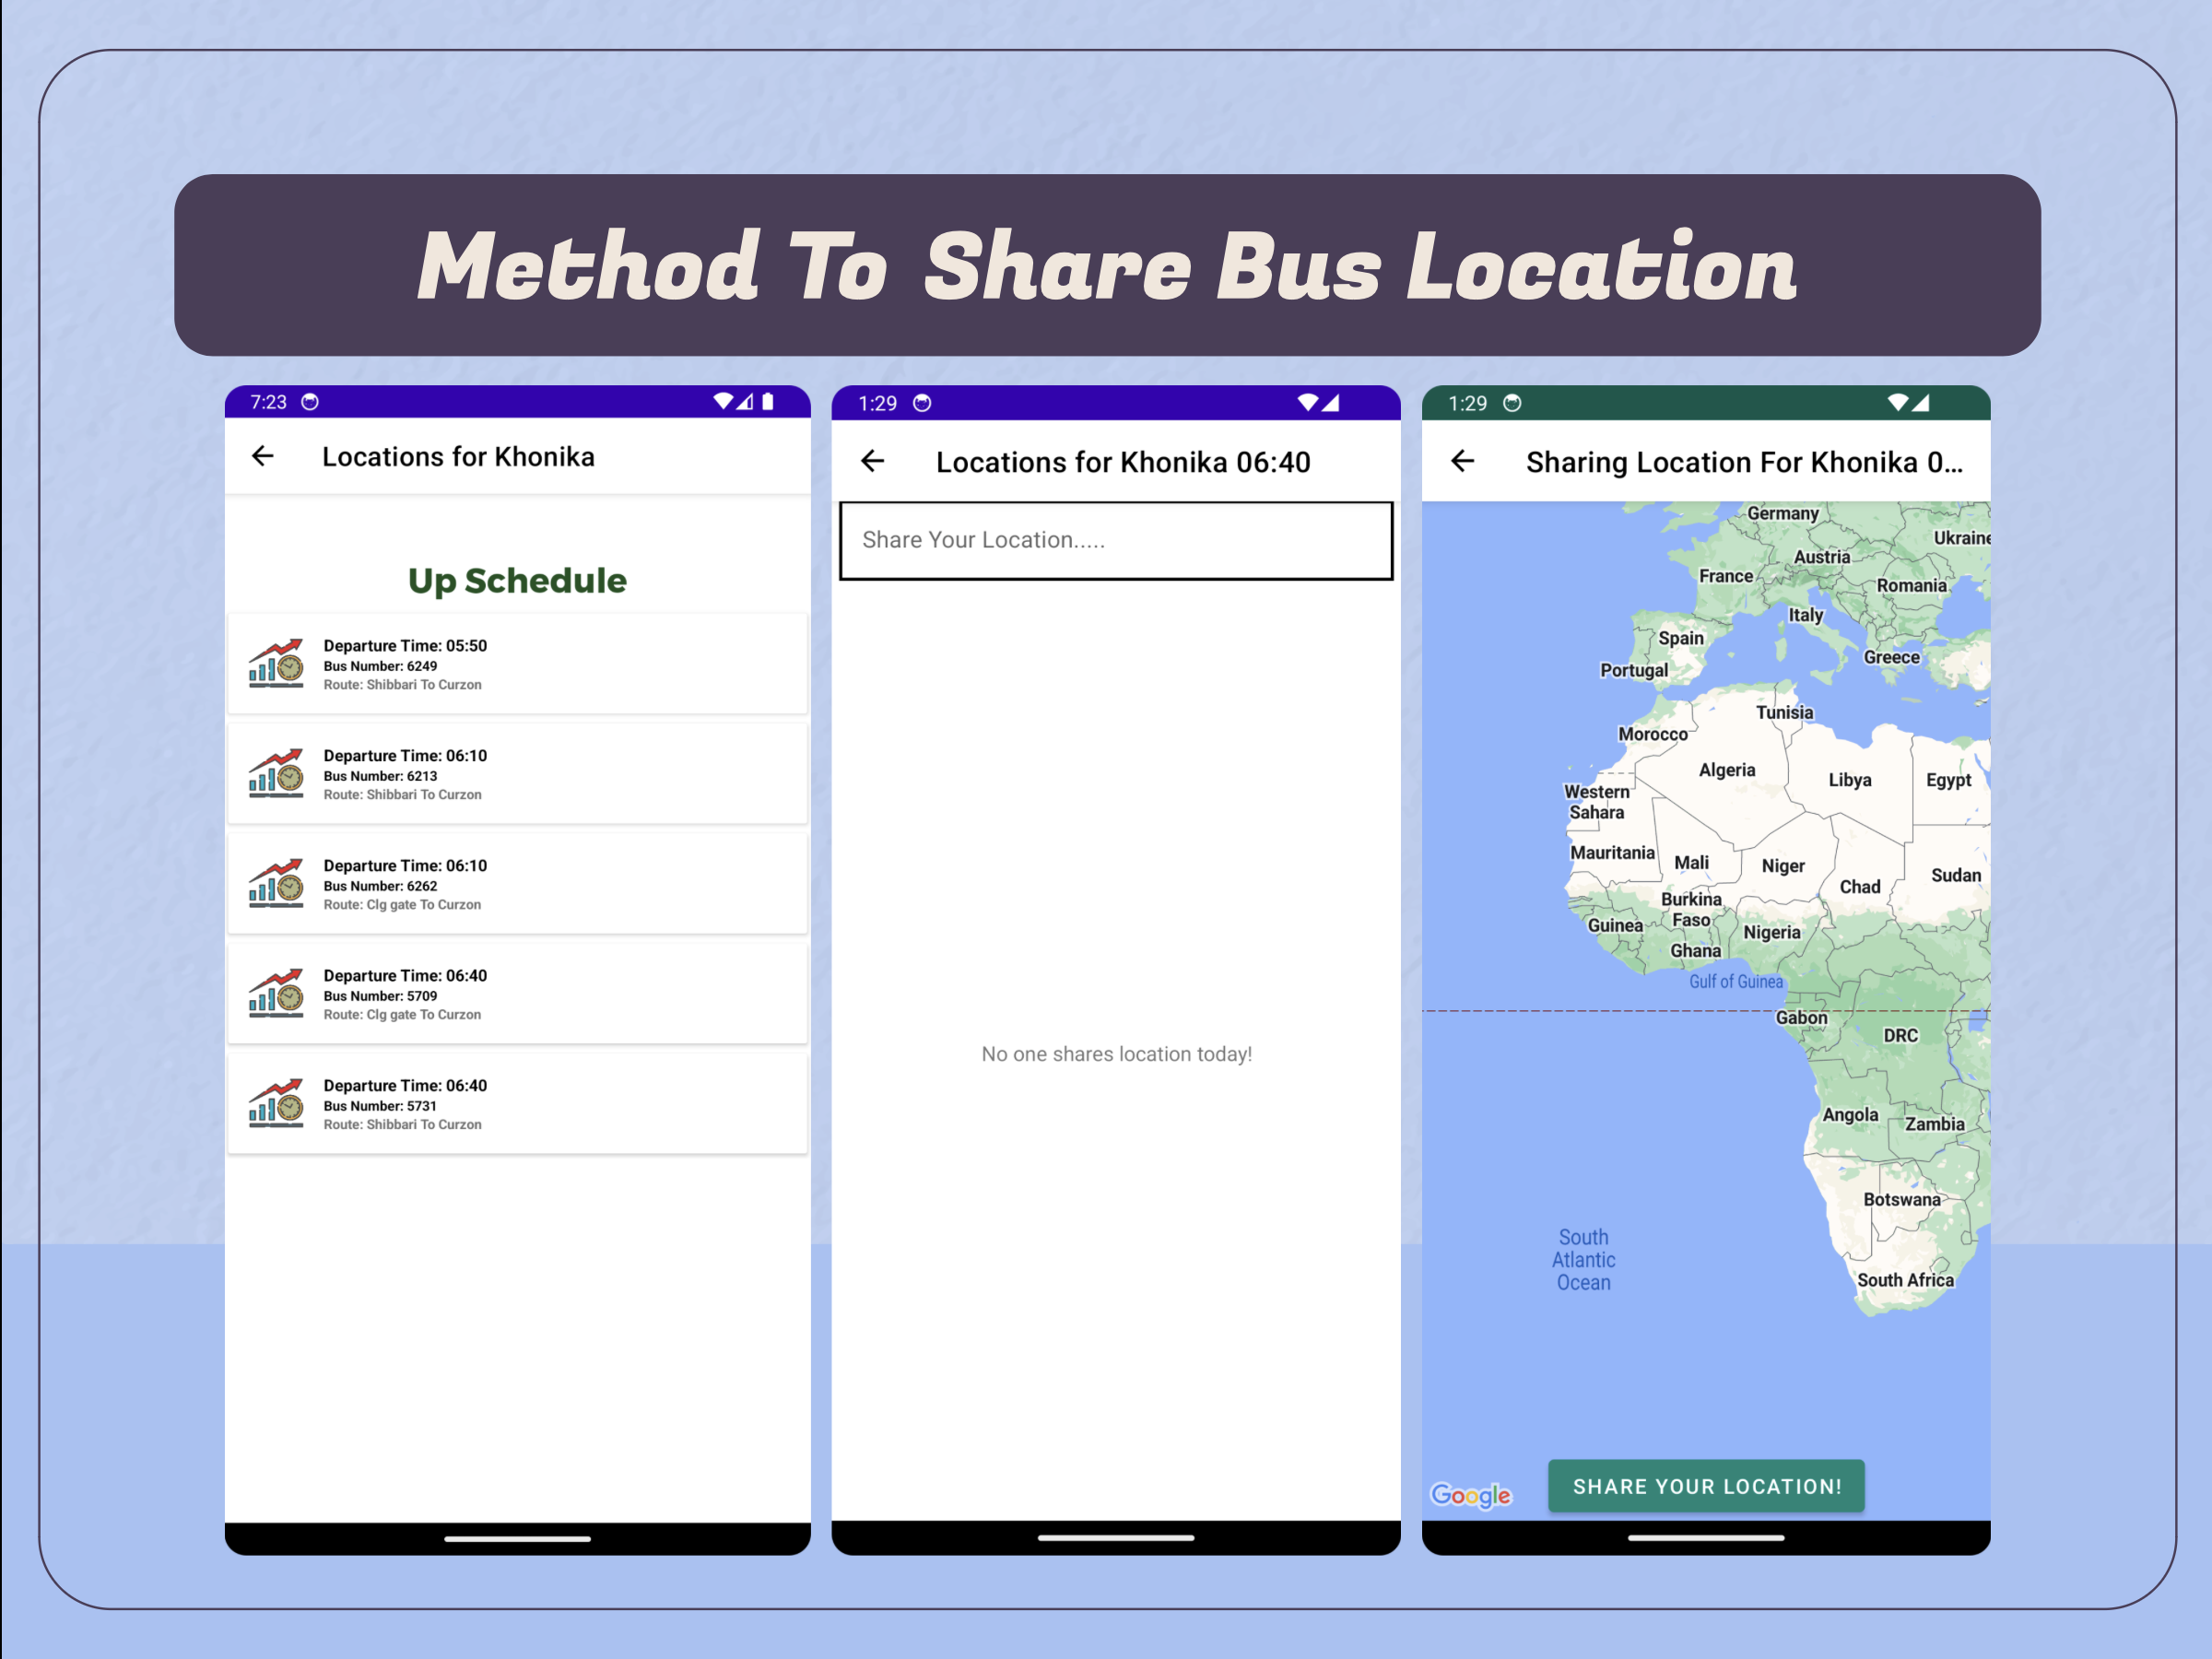 Method To Share Bus Location
7:23
Locations for Khonika
Up Schedule
Departure Time: 05:50
Bus Number: 6249
Route: Shibbari To Curzon
Departure Time: 06:10
Bus Number: 6213
Route: Shibbari To Curzon
Departure Time: 06:10
Bus Number: 6262
Route: Clg gate To Curzon
Departure Time: 06:40
Bus Number: 5709
Route: Clg gate To Curzon
Departure Time: 06:40
Bus Number: 5731
Route: Shibbari To Curzon
1:29
Locations for Khonika 06:40
Share Your Location.....
No one shares location today!
1:29
Sharing Location For Khonika 0...
Germany
Ukraine
Austria
France
Romania
Italy
Spain
Greece
Portugal
Tunisia
Morocco
Algeria
Libya
Egypt
Western
Sahara
Mauritania
Mali
Niger
Sudan
Chad
Burkina
Faso
Guinea
Nigeria
Ghana
Gulf of Guinea
Gabon
DRC
Angola
Zambia
Botswana
South
Atlantic
Ocean
South Africa
SHARE YOUR LOCATION!
Google